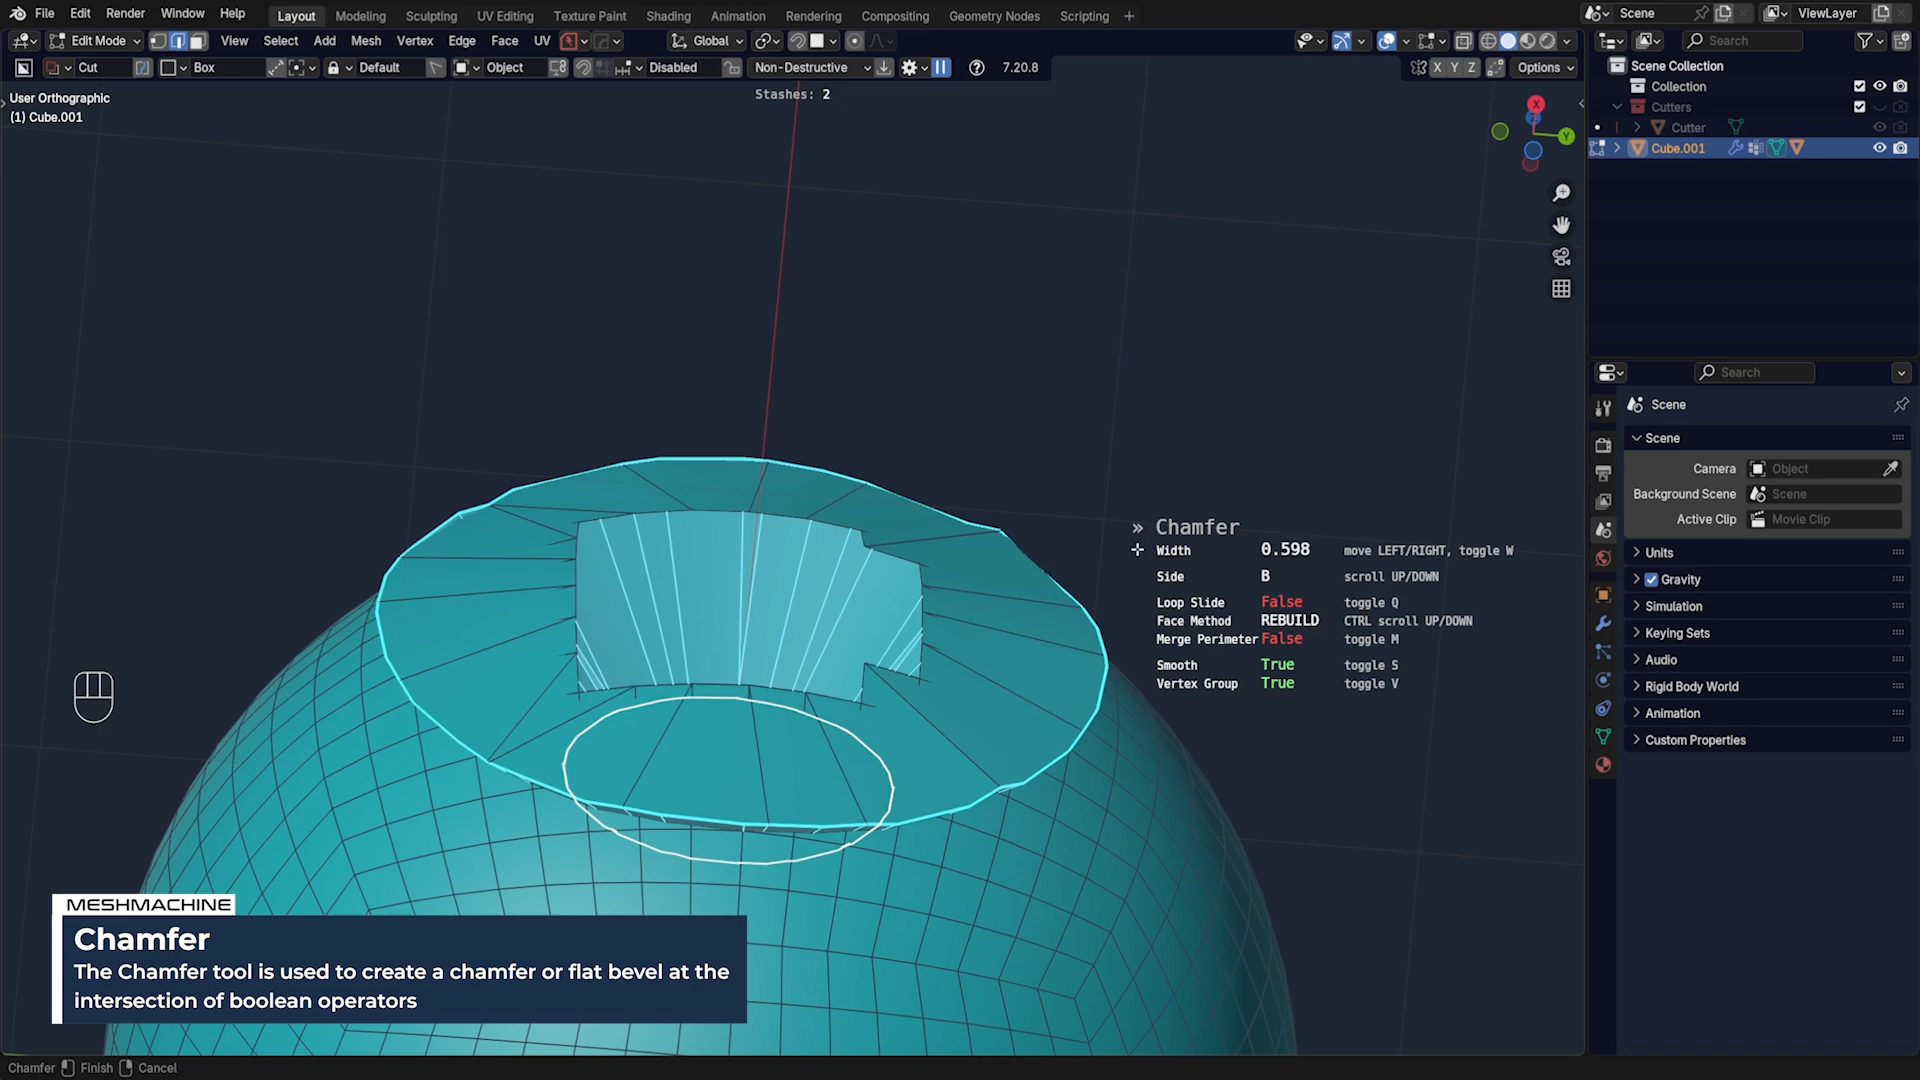 File Edit Render Window Help Layout Modeling Sculpting UV Editing Texture Paint Shading Animation Rendering Compositing Geometry Nodes Scripting + Scene ViewLayer
Edit Mode View Select Add Mesh Vertex Edge Face UV Global Search
Cut Box Default Object Disabled Non-Destructive 7.20.8 X Y Z Options
Stashes: 2
User Orthographic
(1) Cube.001
Scene Collection
Collection
Cutters
Cutter
Cube.001
X
Y
Z
Search
Scene
Scene
Camera Object
Background Scene Scene
Active Clip Movie Clip
Units
Gravity
Simulation
Keying Sets
Audio
Rigid Body World
Animation
Custom Properties
» Chamfer
Width 0.598 move LEFT/RIGHT, toggle W
Side B scroll UP/DOWN
Loop Slide False toggle Q
Face Method REBUILD CTRL scroll UP/DOWN
Merge Perimeter False toggle M
Smooth True toggle S
Vertex Group True toggle V
MESHMACHINE
Chamfer
The Chamfer tool is used to create a chamfer or flat bevel at the
intersection of boolean operators
Chamfer Finish Cancel